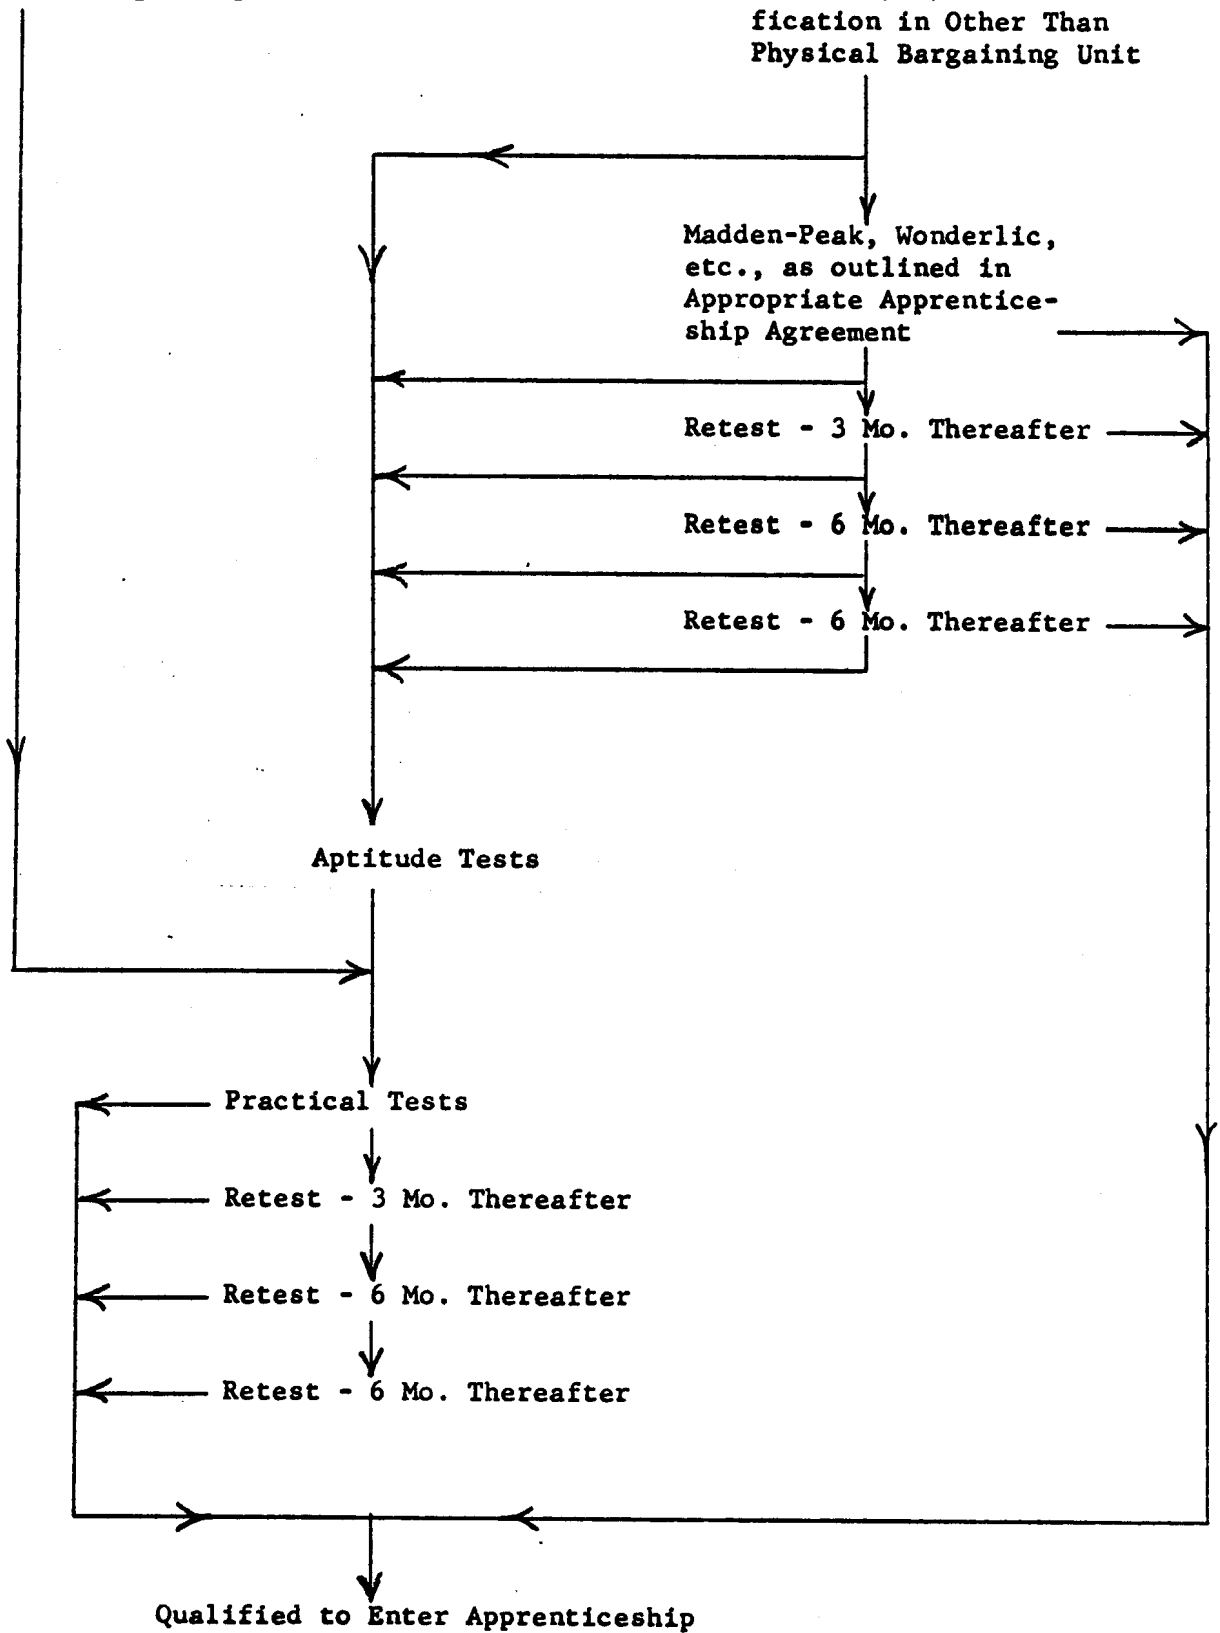 fication in Other Than
Physical Bargaining Unit
Madden-Peak, Wonderlic,
etc., as outlined in
Appropriate Apprentice-
ship Agreement
Retest - 3 Mo. Thereafter
Retest - 6 Mo. Thereafter
Retest - 6 Mo. Thereafter
Aptitude Tests
Practical Tests
Retest - 3 Mo. Thereafter
Retest - 6 Mo. Thereafter
Retest - 6 Mo. Thereafter
Qualified to Enter Apprenticeship